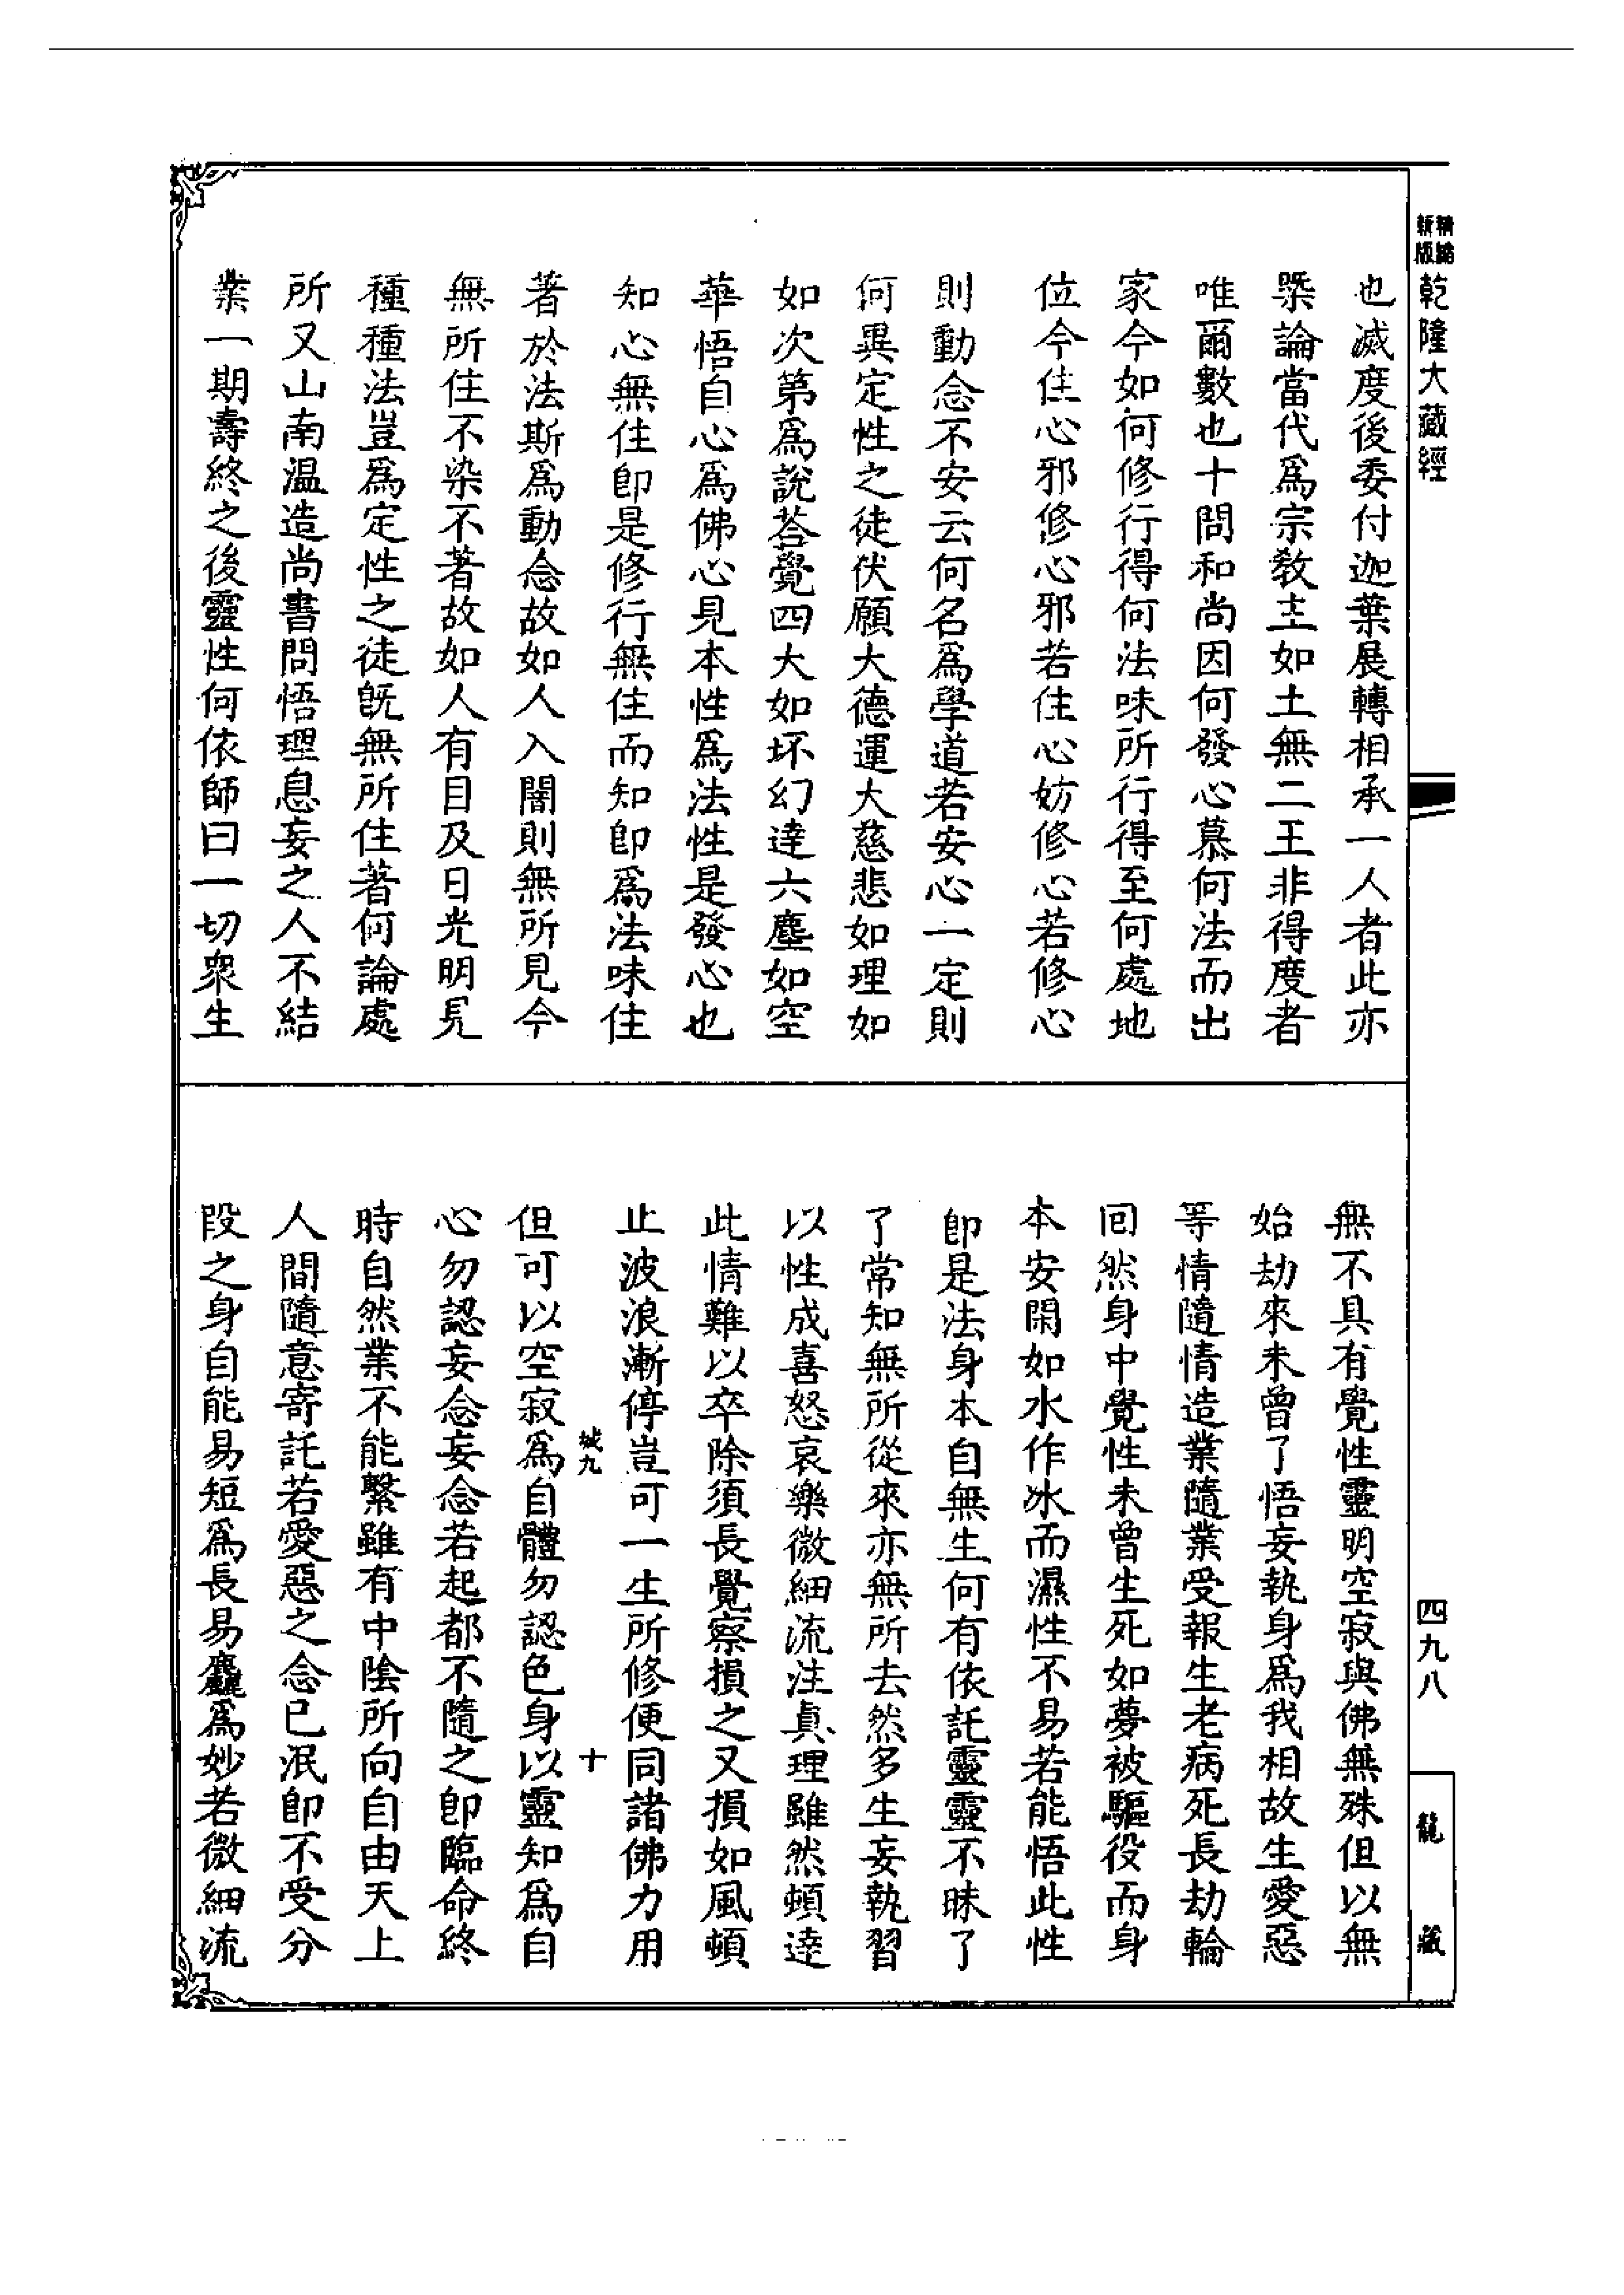 精縮新版
乾隆大藏經
四九八
龍藏
也滅度後委付迦葉展轉相承一人者此亦
槩論當代爲宗敎主如土無二王非得度者
唯爾數也十問和尚因何發心慕何法而出
家今如何修行得何法味所行得至何處地
位今住心邪修心邪若住心妨修心若修心
則動念不安云何名爲學道若安心一定則
何異定性之徒伏願大德運大慈悲如理如
如次第爲說荅覺四大如坏幻達六塵如空
華悟自心爲佛心見本性爲法性是發心也
知心無住卽是修行無住而知卽爲法味住
著於法斯爲動念故如人入闇則無所見今
無所住不染不著故如人有目及日光明見
種種法豈爲定性之徒旣無所住著何論處
所又山南溫造尚書問悟理息妄之人不結
業一期壽終之後靈性何依師曰一切衆生
無不具有覺性靈明空寂與佛無殊但以無
始劫來未曾了悟妄執身爲我相故生愛惡
等情隨情造業隨業受報生老病死長劫輪
回然身中覺性未曾生死如夢被驅役而身
本安閑如水作冰而濕性不易若能悟此性
卽是法身本自無生何有依託靈靈不昧了
了常知無所從來亦無所去然多生妄執習
以性成喜怒哀樂微細流注眞理雖然頓達
此情難以卒除須長覺察損之又損如風頓
止波浪漸停豈可一生所修便同諸佛力用
城九 十
但可以空寂爲自體勿認色身以靈知爲自
心勿認妄念妄念若起都不隨之卽臨命終
時自然業不能繫雖有中陰所向自由天上
人間隨意寄託若愛惡之念已泯卽不受分
段之身自能易短爲長易麤爲妙若微細流